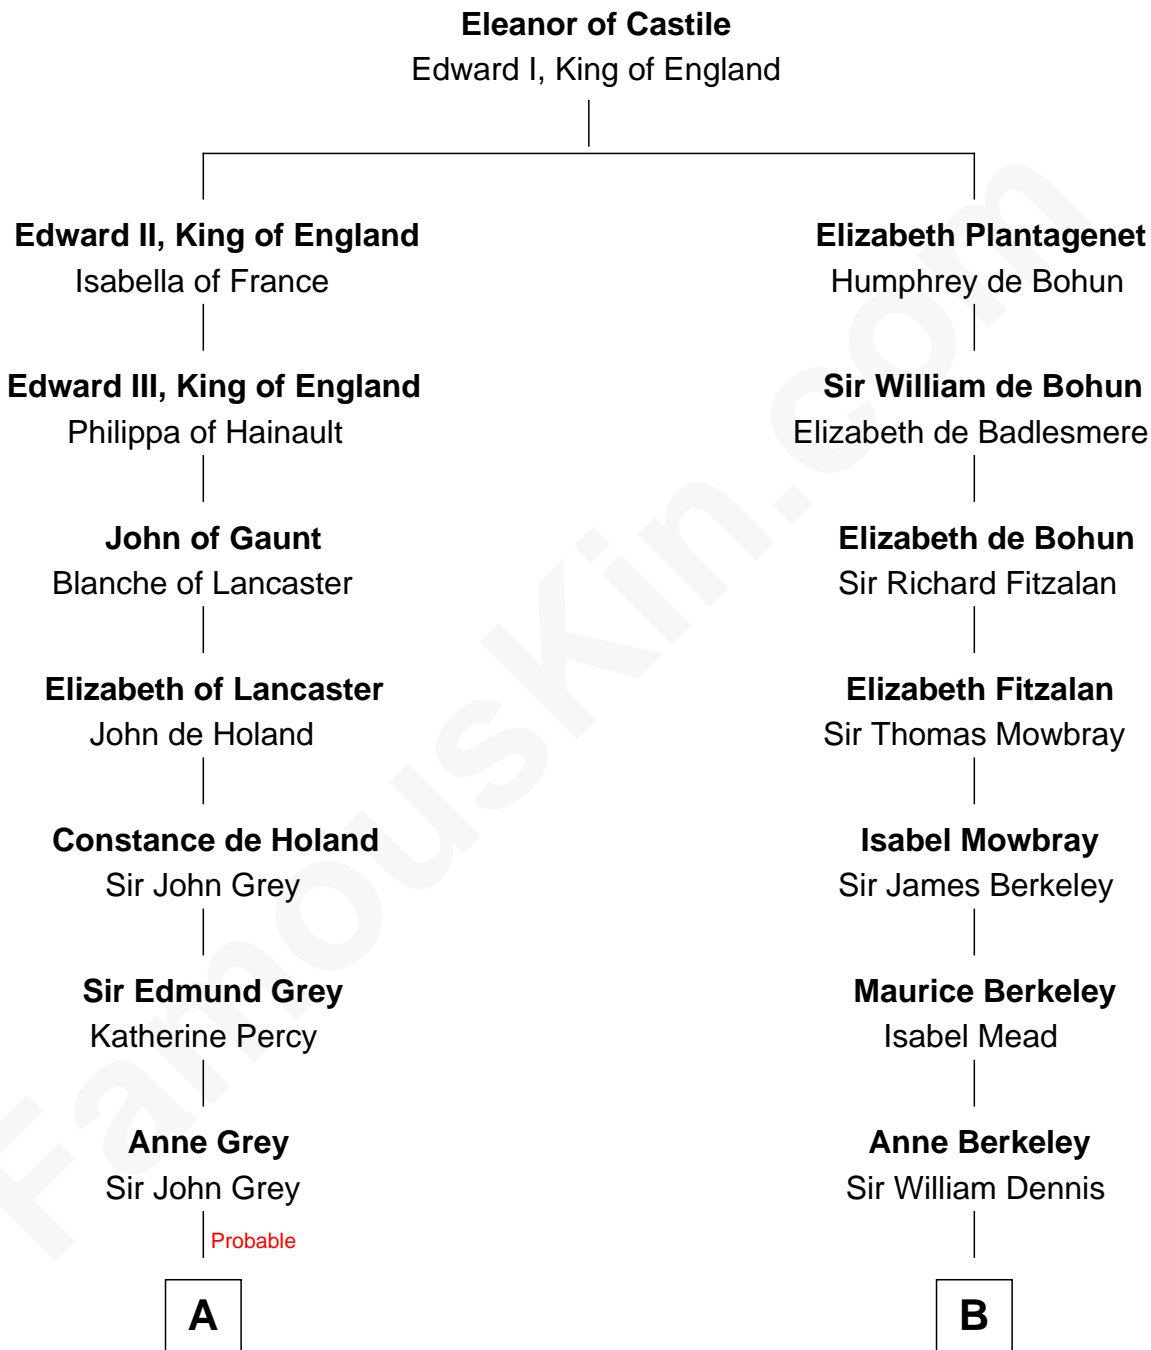 Eleanor of Castile
Edward I, King of England
Edward II, King of England
Isabella of France
Edward III, King of England
Philippa of Hainault
John of Gaunt
Blanche of Lancaster
Elizabeth of Lancaster
John de Holand
Constance de Holand
Sir John Grey
Sir Edmund Grey
Katherine Percy
Anne Grey
Sir John Grey
Probable
A
Elizabeth Plantagenet
Humphrey de Bohun
Sir William de Bohun
Elizabeth de Badlesmere
Elizabeth de Bohun
Sir Richard Fitzalan
Elizabeth Fitzalan
Sir Thomas Mowbray
Isabel Mowbray
Sir James Berkeley
Maurice Berkeley
Isabel Mead
Anne Berkeley
Sir William Dennis
B
FamousKin.com